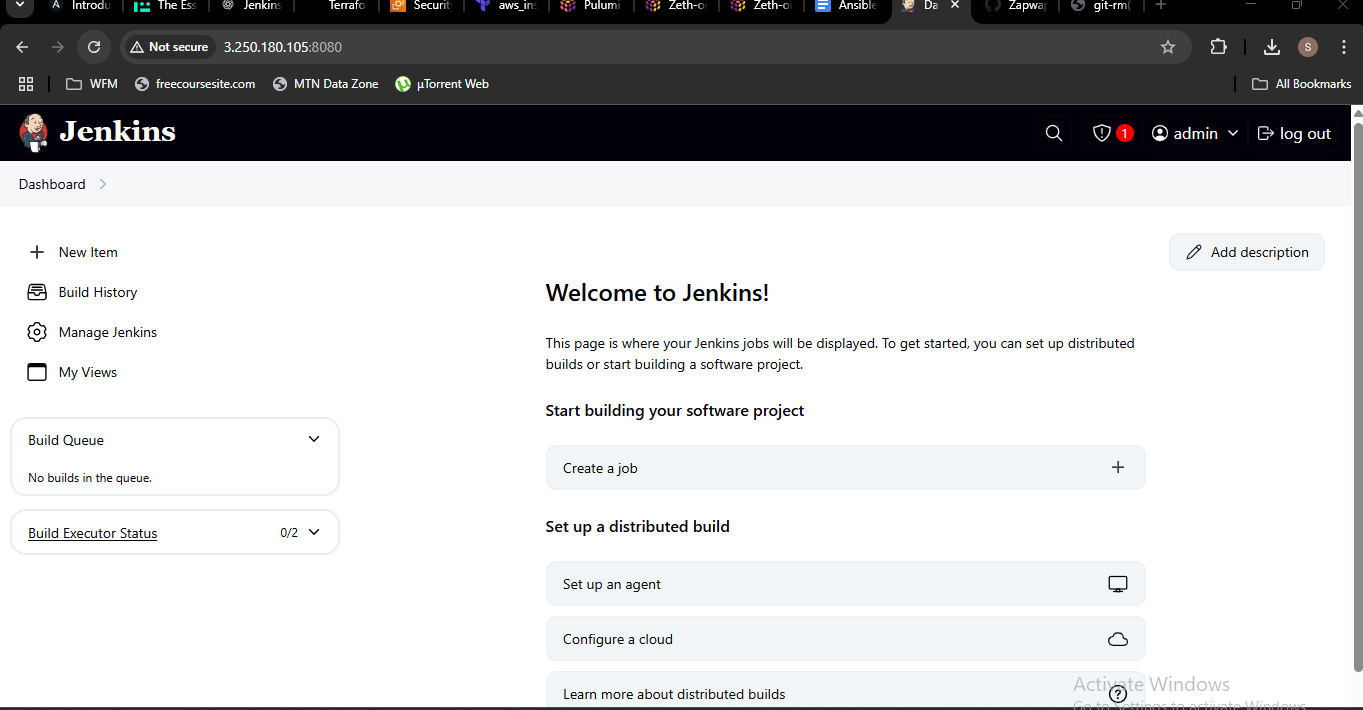 Introdu
The Ess
Jenkins
Terrafo
Securit
aws_ins
Pulumi
Zeth-o
Zeth-o
Ansible
Da
Zapwa
git-rm(
Not secure 3.250.180.105:8080
S
WFM freecoursesite.com MTN Data Zone µTorrent Web All Bookmarks
Jenkins 1 admin log out
Dashboard
New Item
Build History
Manage Jenkins
My Views
Build Queue
No builds in the queue.
Build Executor Status 0/2
Add description
Welcome to Jenkins!
This page is where your Jenkins jobs will be displayed. To get started, you can set up distributed
builds or start building a software project.
Start building your software project
Create a job
Set up a distributed build
Set up an agent
Configure a cloud
Learn more about distributed builds
Activate Windows
Go to Settings to activate Windows.